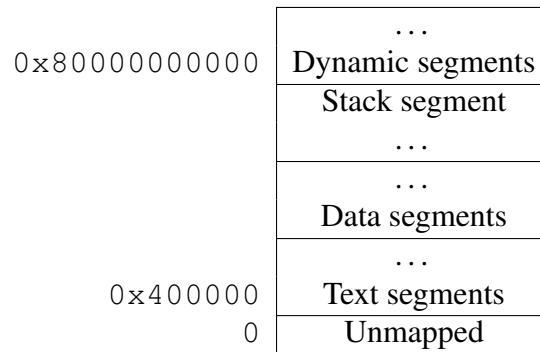 ...
0x80000000000 Dynamic segments
Stack segment
...
...
Data segments
...
0x400000 Text segments
0 Unmapped